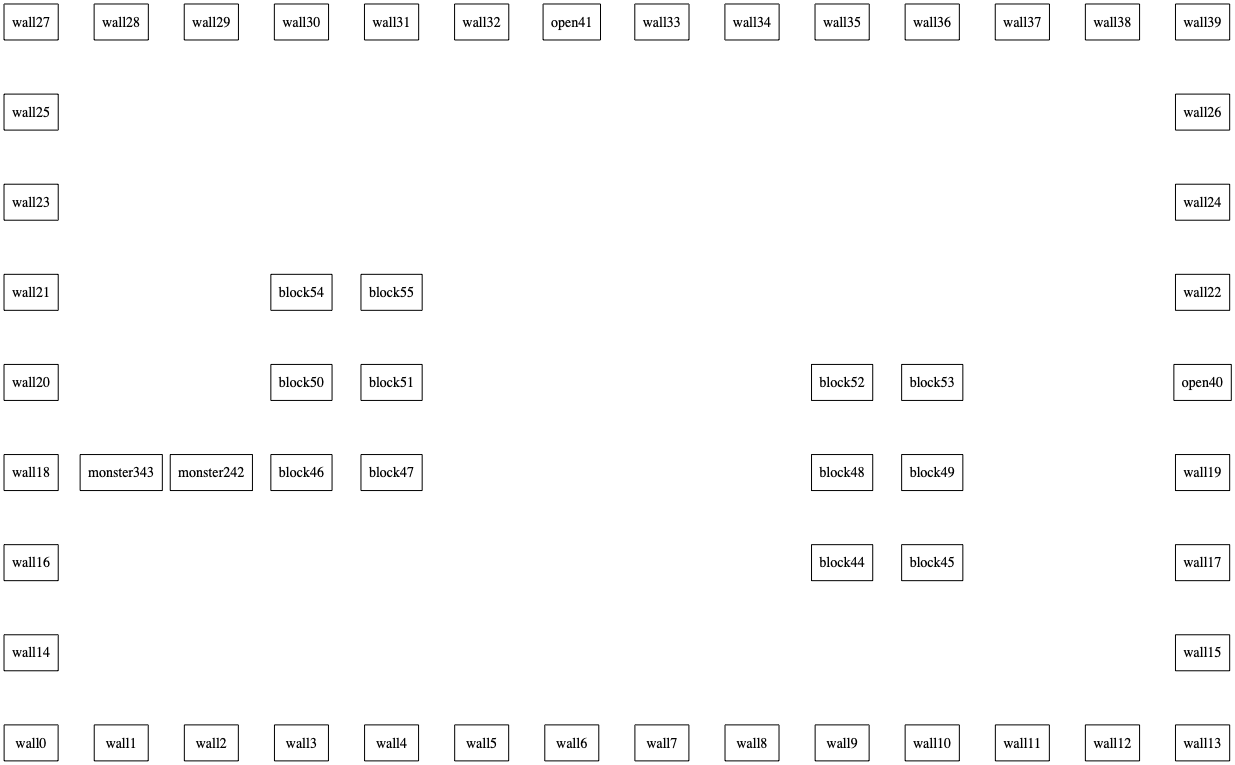 wall27 wall28 wall29 wall30 wall31 wall32 open41 wall33 wall34 wall35 wall36 wall37 wall38 wall39
wall25 wall26
wall23 wall24
wall21 block54 block55 wall22
wall20 block50 block51 block52 block53 open40
wall18 monster343 monster242 block46 block47 block48 block49 wall19
wall16 block44 block45 wall17
wall14 wall15
wall0 wall1 wall2 wall3 wall4 wall5 wall6 wall7 wall8 wall9 wall10 wall11 wall12 wall13